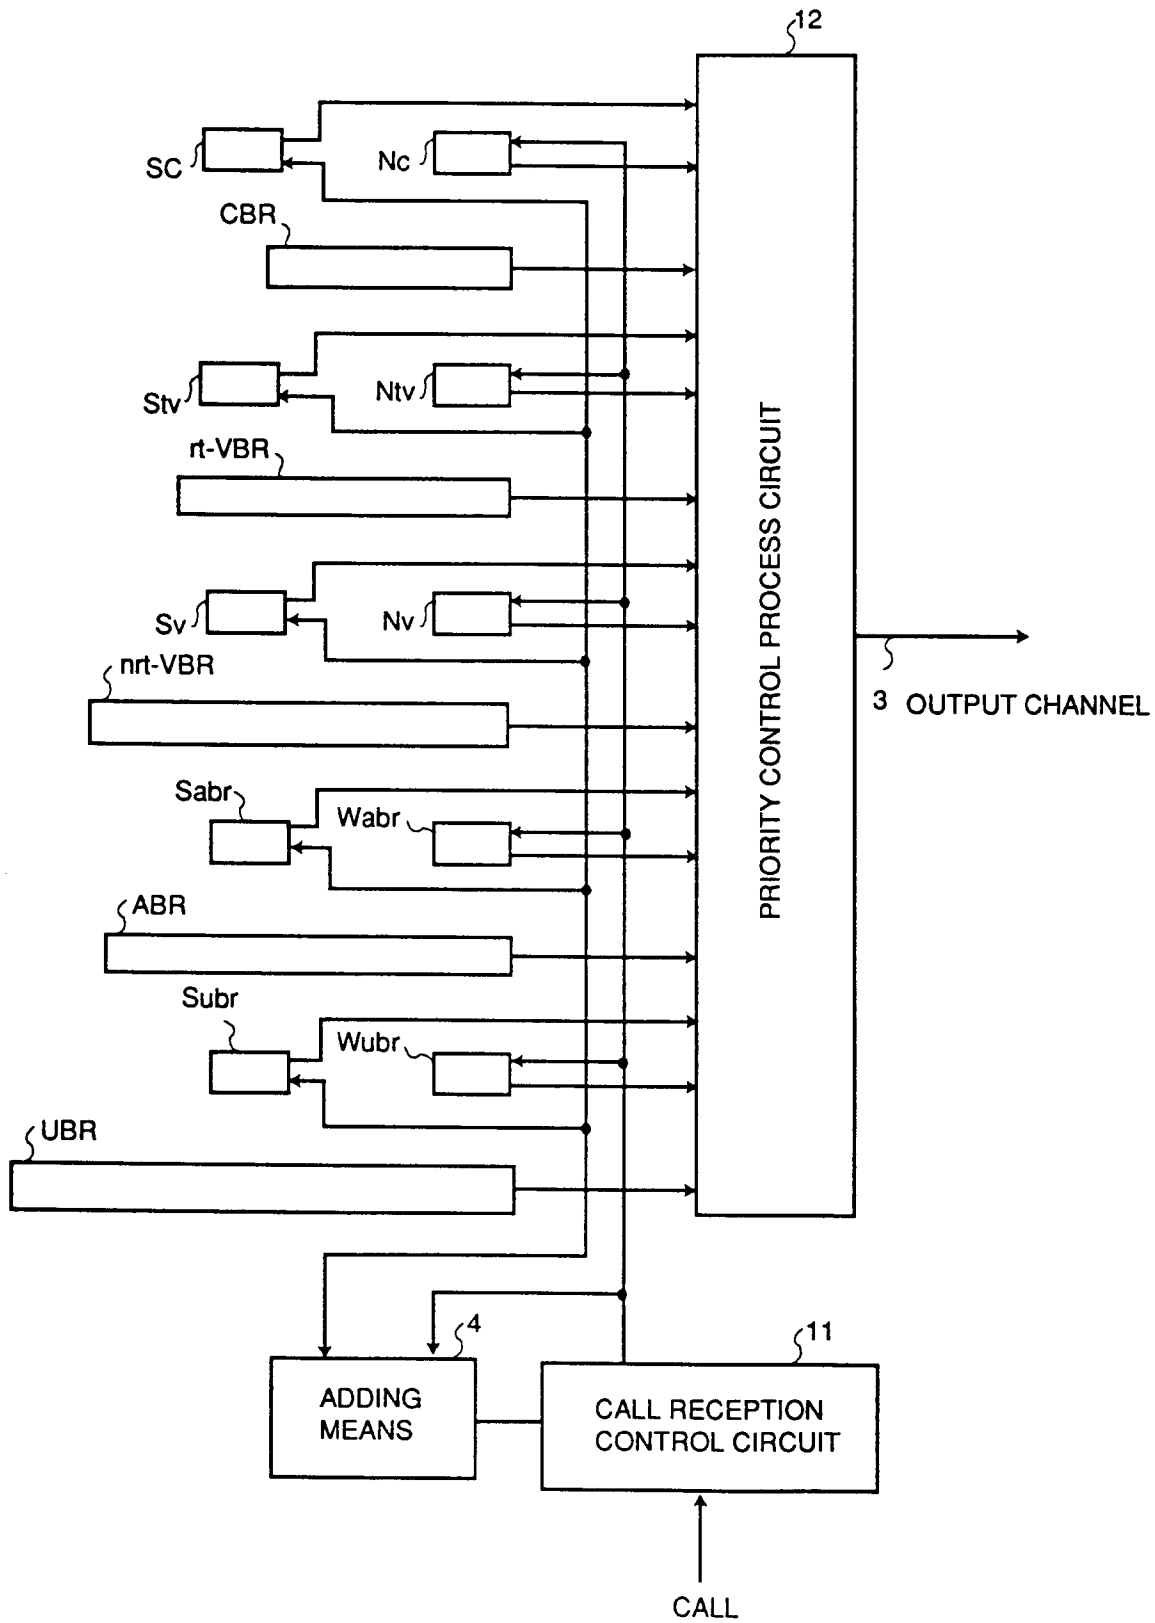 12
SC
Nc
CBR
Stv
Ntv
rt-VBR
Sv
Nv
nrt-VBR
PRIORITY CONTROL PROCESS CIRCUIT
3 OUTPUT CHANNEL
Sabr
Wabr
ABR
Subr
Wubr
UBR
4
11
ADDING
MEANS
CALL RECEPTION
CONTROL CIRCUIT
CALL